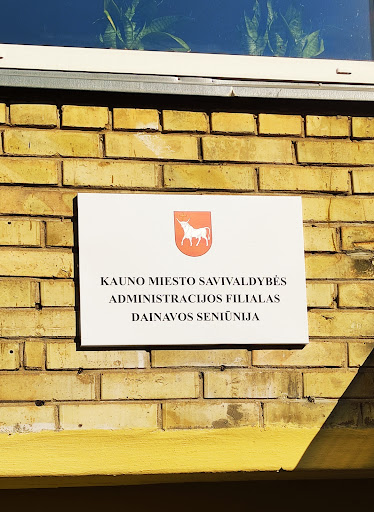 KAUNO MIESTO SAVIVALDYBĖS
ADMINISTRACIJOS FILIALAS
DAINAVOS SENIŪNIJA